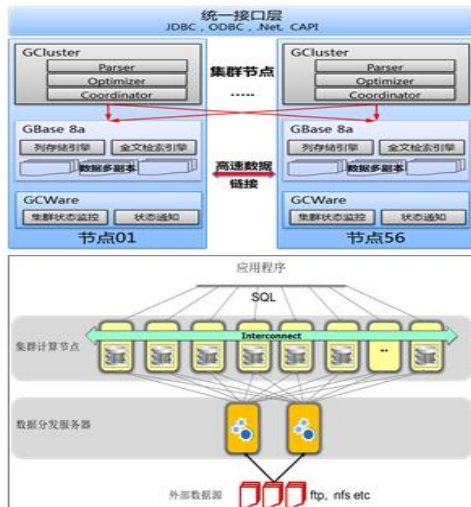 统一接口层
JDBC , ODBC , .Net, CAPI
GCluster
Parser
Optimizer
Coordinator
集群节点
.....
GCluster
Parser
Optimizer
Coordinator
GBase 8a
列存储引擎
全文检索引擎
数据多副本
高速数据
链接
GBase 8a
列存储引擎
全文检索引擎
数据多副本
GCWare
集群状态监控
状态通知
节点01
GCWare
集群状态监控
状态通知
节点56
应用程序
SQL
集群计算节点
Interconnect
..
数据分发服务器
外部数据源
ftp, nfs etc